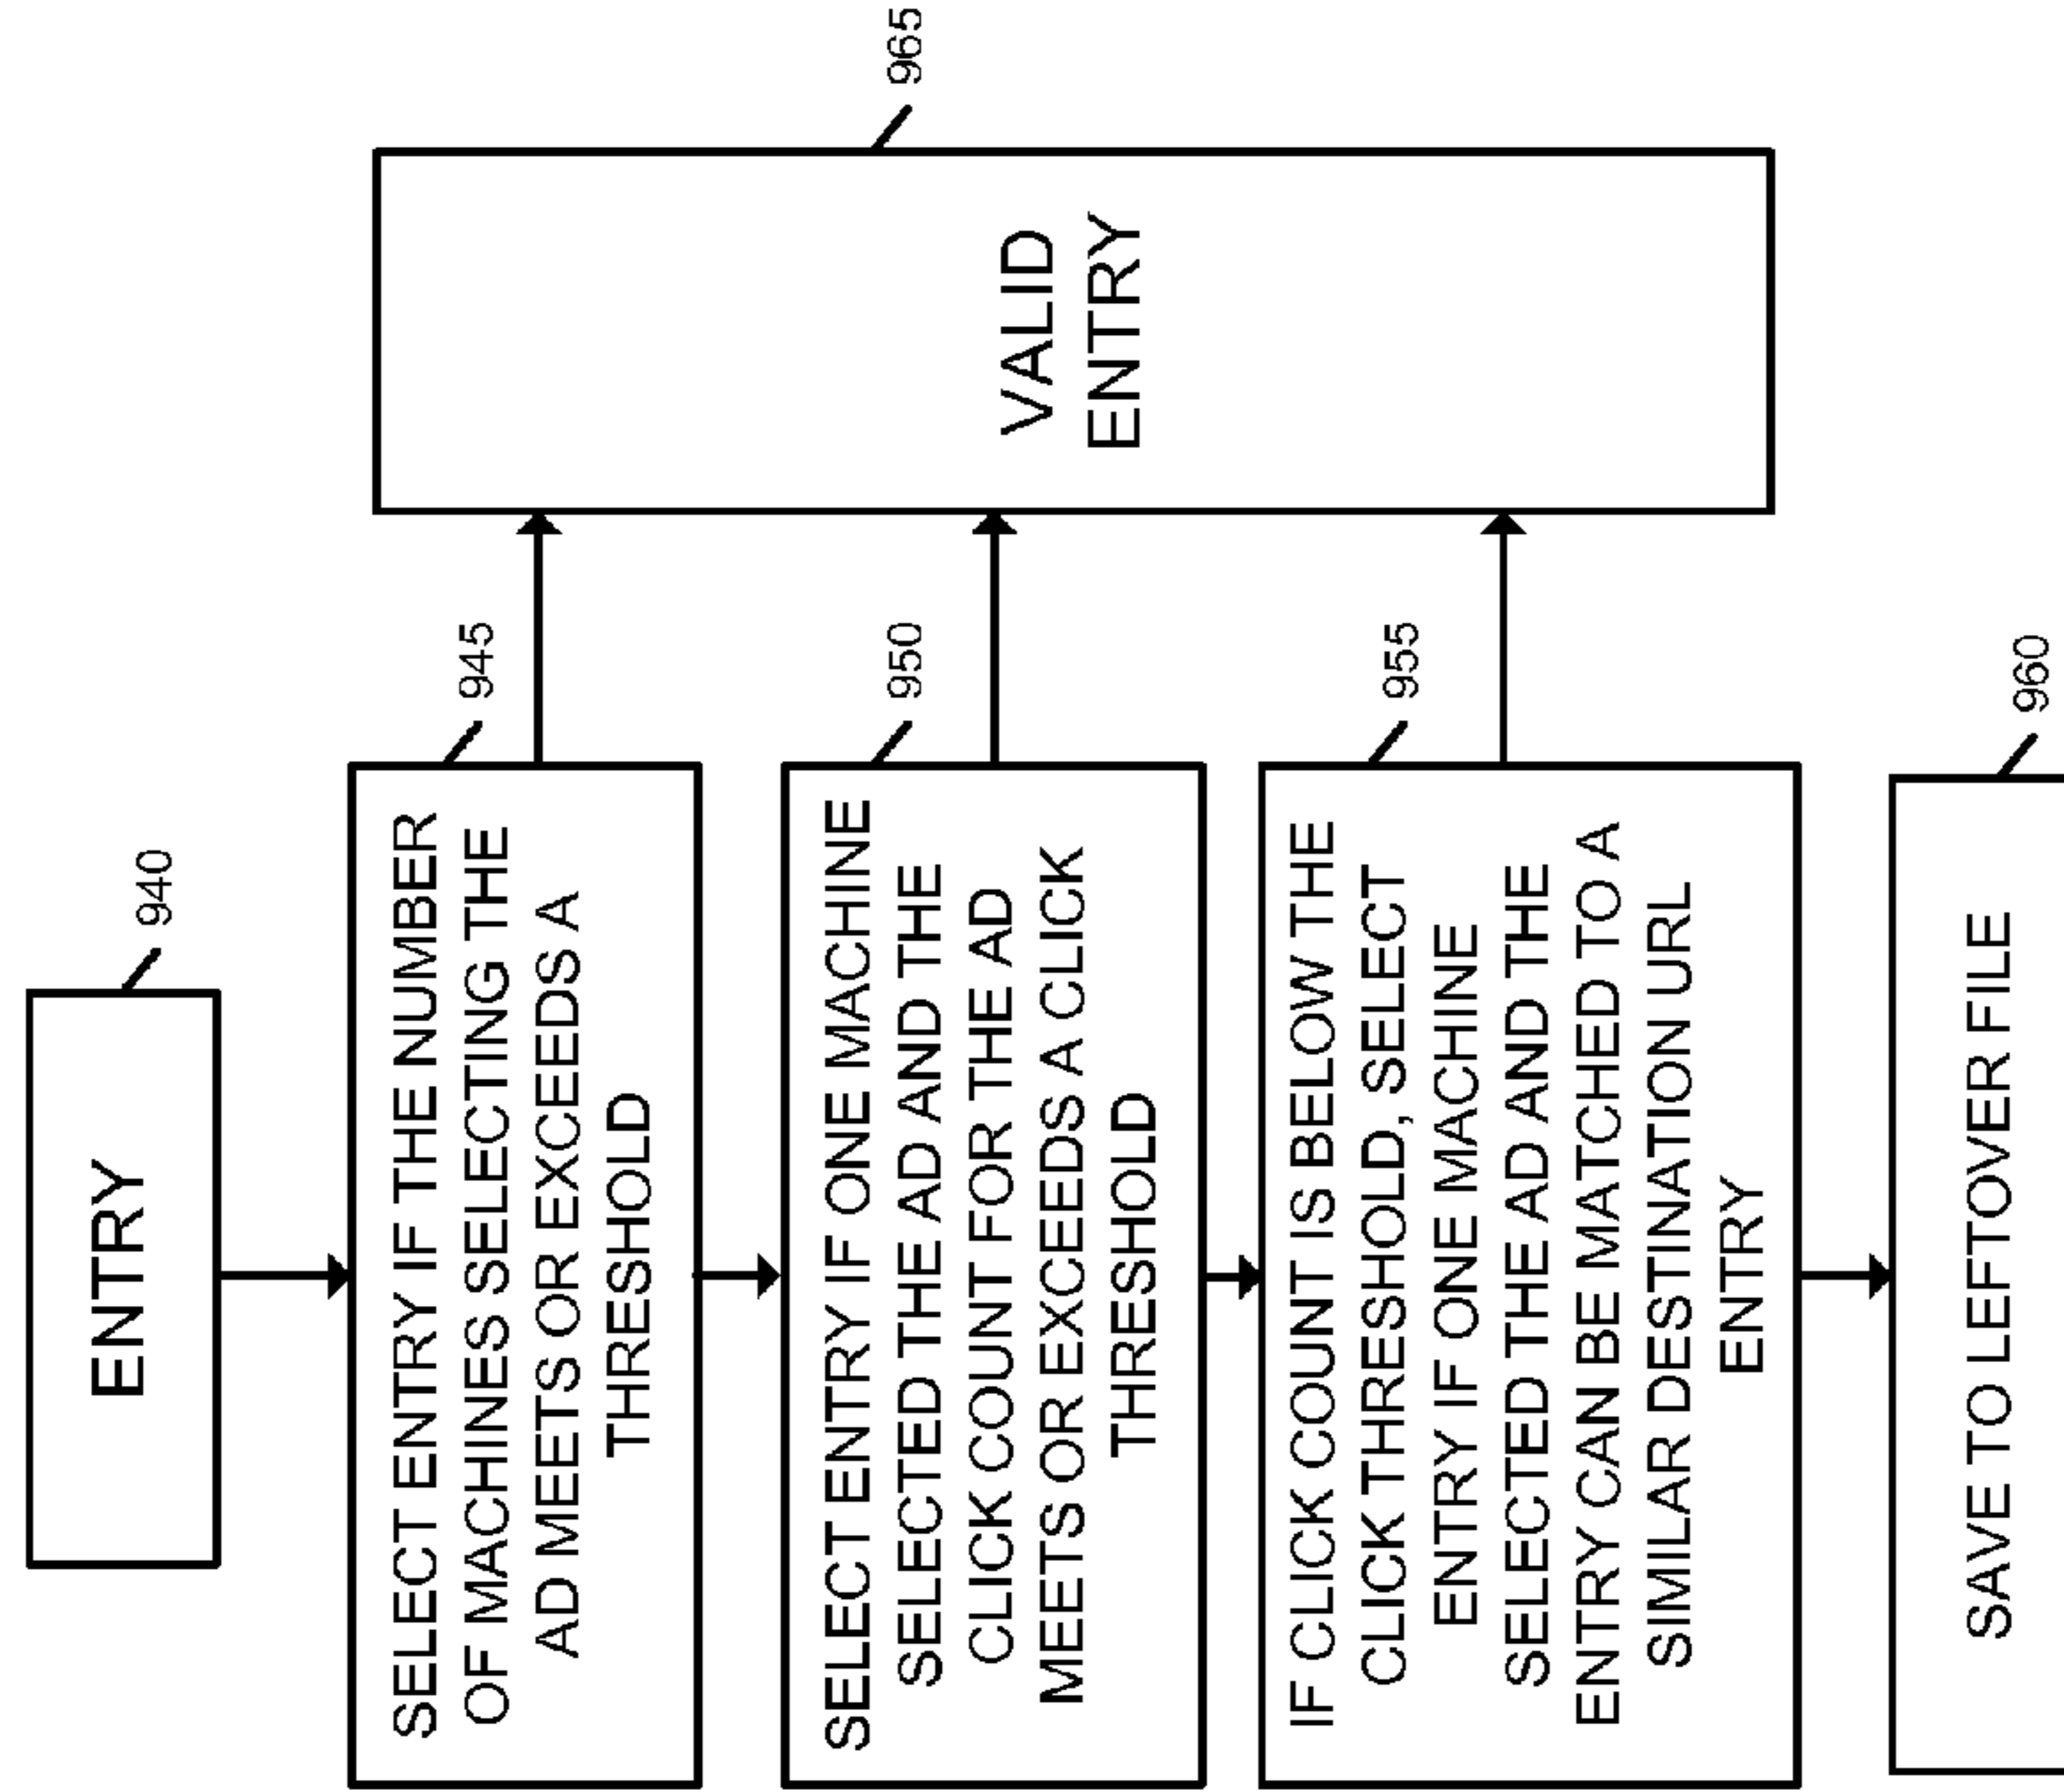 ENTRY
940
SELECT ENTRY IF THE NUMBER
OF MACHINES SELECTING THE
AD MEETS OR EXCEEDS A
THRESHOLD
945
SELECT ENTRY IF ONE MACHINE
SELECTED THE AD AND THE
CLICK COUNT FOR THE AD
MEETS OR EXCEEDS A CLICK
THRESHOLD
950
IF CLICK COUNT IS BELOW THE
CLICK THRESHOLD, SELECT
ENTRY IF ONE MACHINE
SELECTED THE AD AND THE
ENTRY CAN BE MATCHED TO A
SIMILAR DESTINATION URL
ENTRY
955
SAVE TO LEFTOVER FILE
960
VALID
ENTRY
965